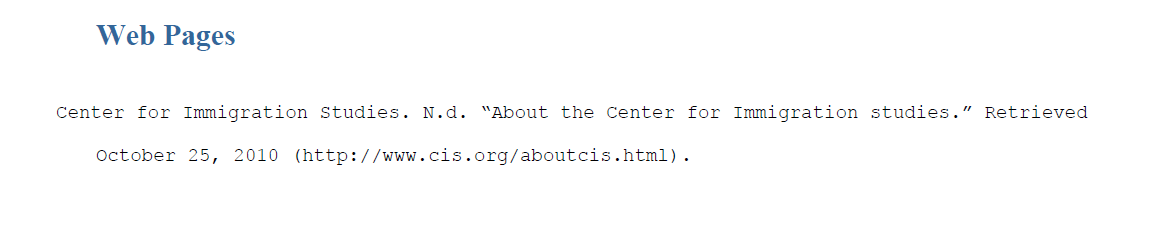 Web Pages
Center for Immigration Studies. N.d. “About the Center for Immigration studies.” Retrieved
October 25, 2010 (http://www.cis.org/aboutcis.html).